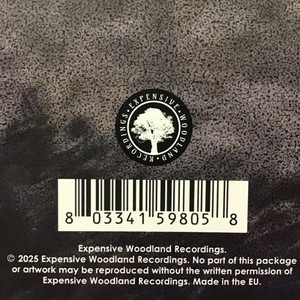 EXPENSIVE • WOODLAND • RECORDINGS •
8 03341 59805 8
Expensive Woodland Recordings.
© 2025 Expensive Woodland Recordings. No part of this package
or artwork may be reproduced without the written permission of
Expensive Woodland Recordings. Made in the EU.